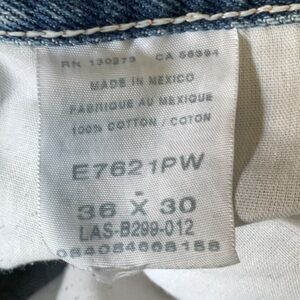 RN 130273 CA 56394
MADE IN MEXICO
FABRIQUE AU MEXIQUE
100% COTTON / COTON
E7621PW
-
36 X 30
LAS-B299-012
084084668158